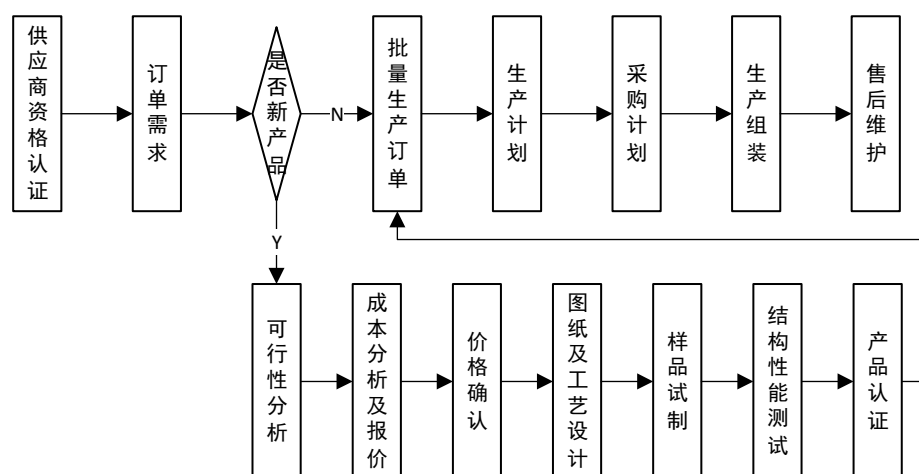 供应商资格认证
订单需求
是否新产品
N
批量生产订单
生产计划
采购计划
生产组装
售后维护
Y
可行性分析
成本分析及报价
价格确认
图纸及工艺设计
样品试制
结构性能测试
产品认证